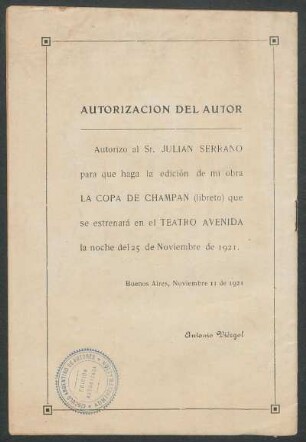 AUTORIZACION DEL AUTOR
Autorizo al Sr. JULIAN SERRANO
para que haga la edición de mi obra
LA COPA DE CHAMPAN (libreto) que
se estrenará en el TEATRO AVENIDA
la noche del 25 de Noviembre de 1921.
Buenos Aires, Noviembre 11 de 1921
Antonio Viérgol